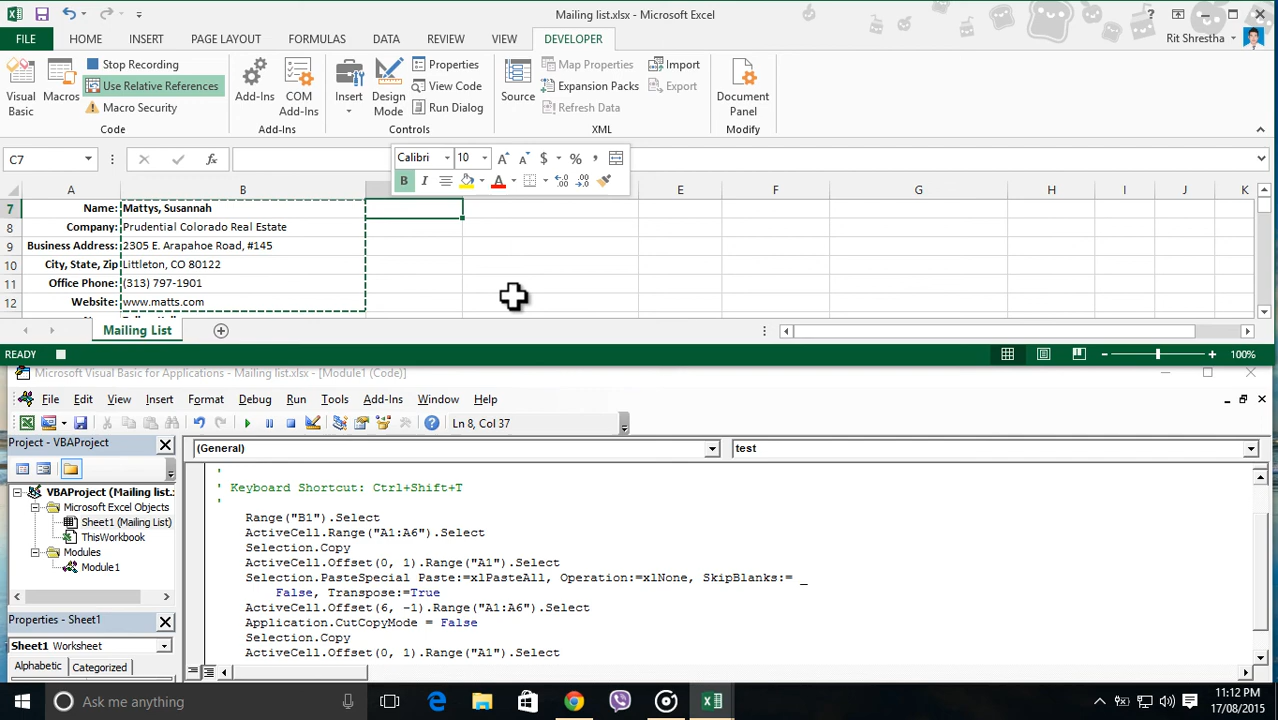 Mailing list.xlsx - Microsoft Excel
FILE HOME INSERT PAGE LAYOUT FORMULAS DATA REVIEW VIEW DEVELOPER Rit Shrestha
Visual Basic
Macros
Stop Recording
Use Relative References
Macro Security
Code
Add-Ins
COM Add-Ins
Add-Ins
Insert
Design Mode
Properties
View Code
Run Dialog
Controls
Source
Map Properties
Expansion Packs
Refresh Data
Import
Export
XML
Document Panel
Modify
C7
fx
Calibri 10
$ % ,
B I A
A B E F G H I J K
7 Name: Mattys, Susannah
8 Company: Prudential Colorado Real Estate
9 Business Address: 2305 E. Arapahoe Road, #145
10 City, State, Zip Littleton, CO 80122
11 Office Phone: (313) 797-1901
12 Website: www.matts.com
Mailing List
READY 100%
Microsoft Visual Basic for Applications - Mailing list.xlsx - [Module1 (Code)]
File Edit View Insert Format Debug Run Tools Add-Ins Window Help
Ln 8, Col 37
Project - VBAProject
VBAProject (Mailing list.
Microsoft Excel Objects
Sheet1 (Mailing List)
ThisWorkbook
Modules
Module1
Properties - Sheet1
Sheet1 Worksheet
Alphabetic Categorized
(General) test
'
' Keyboard Shortcut: Ctrl+Shift+T
'
Range("B1").Select
ActiveCell.Range("A1:A6").Select
Selection.Copy
ActiveCell.Offset(0, 1).Range("A1").Select
Selection.PasteSpecial Paste:=xlPasteAll, Operation:=xlNone, SkipBlanks:= _
False, Transpose:=True
ActiveCell.Offset(6, -1).Range("A1:A6").Select
Application.CutCopyMode = False
Selection.Copy
ActiveCell.Offset(0, 1).Range("A1").Select
Ask me anything
11:12 PM
17/08/2015